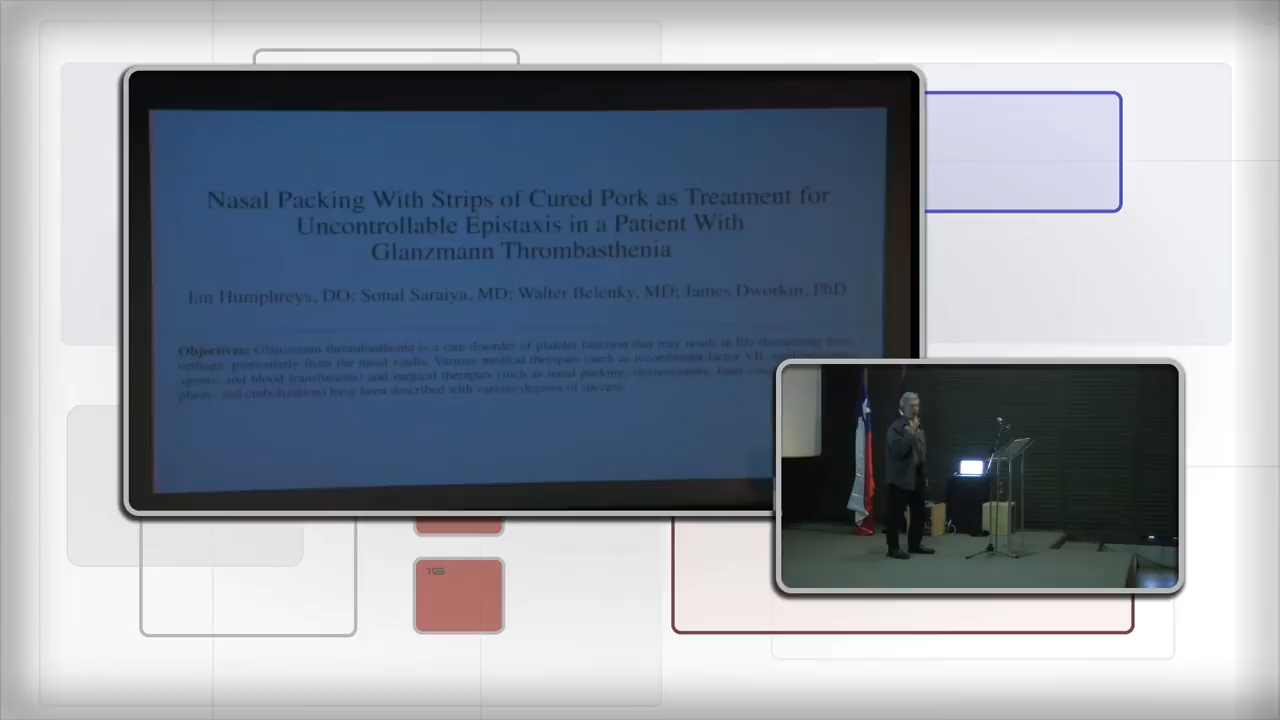 Nasal Packing With Strips of Cured Pork as Treatment for
Uncontrollable Epistaxis in a Patient With
Glanzmann Thrombasthenia
Ian Humphreys, DO; Sonal Saraiya, MD; Walter Belenky, MD; James Dworkin, PhD
Objectives: Glanzmann thrombasthenia is a rare disorder of platelet function that may result in life-threatening
particularly from the nasal vaults. Various medical therapies (such as recombinant factor VII,
agents, and blood transfusions) and surgical therapies (such as nasal packing, electrocautery,
and embolization) have been described with various degrees of success.